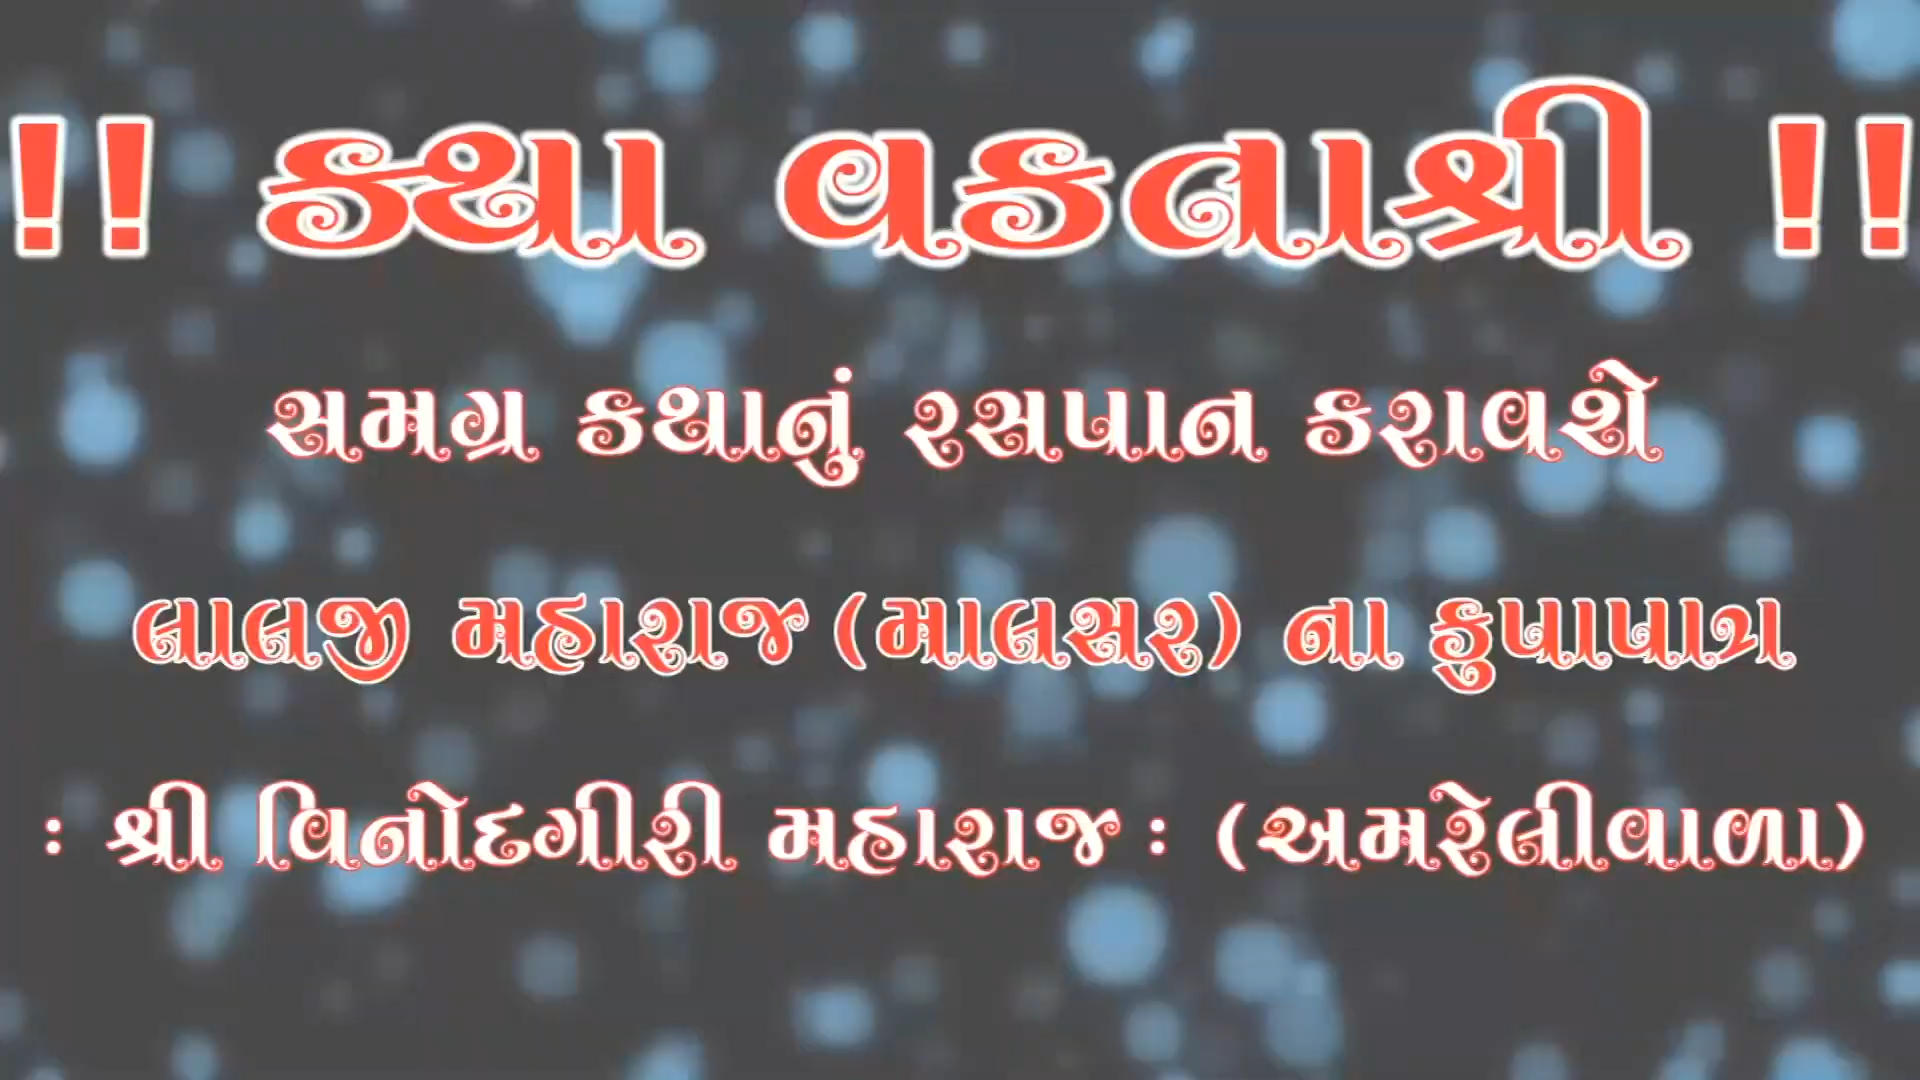 !! કથા વકતાશ્રી !!
સમગ્ર કથાનું રસપાન કરાવશે
લાલજી મહારાજ (માલસર) ના કુપાપાત્ર
: શ્રી વિનોદગીરી મહારાજ : (અમરેલીવાળા)